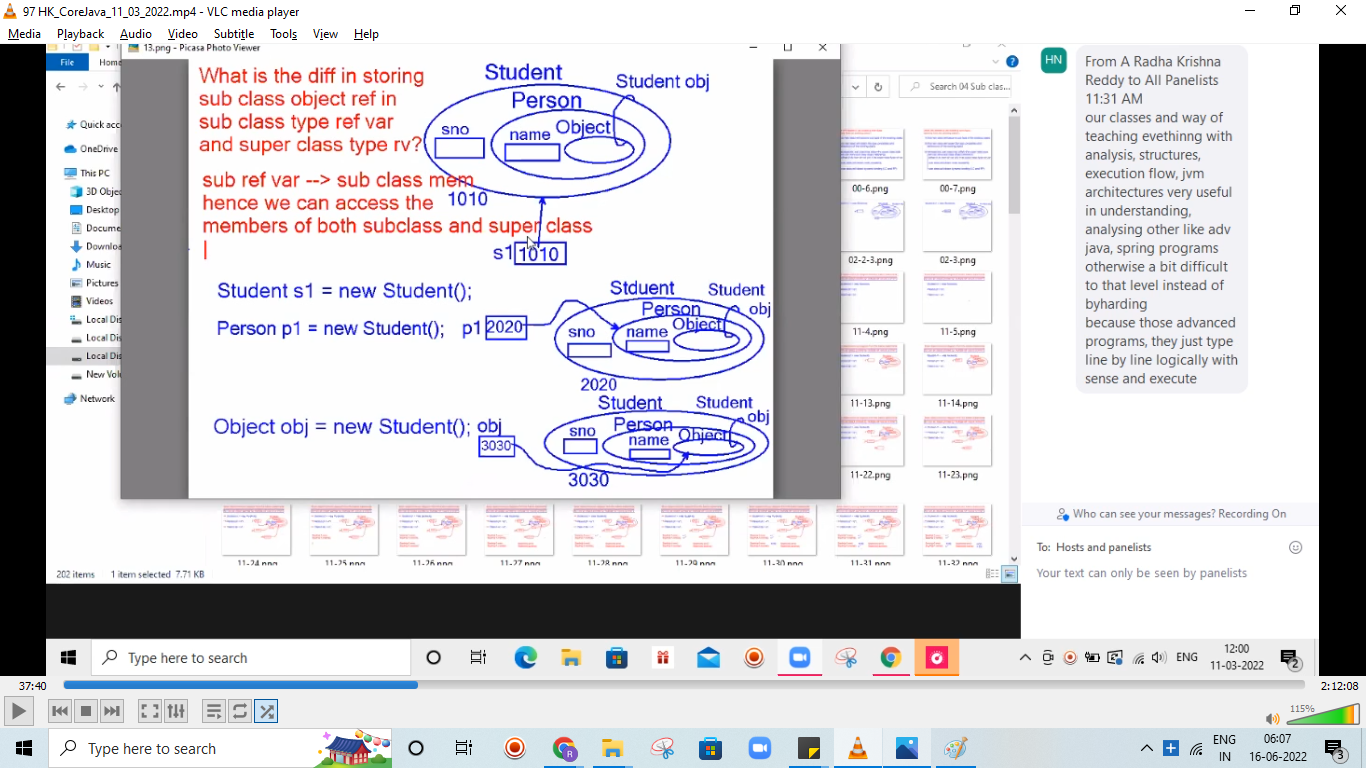 97 HK_CoreJava_11_03_2022.mp4 - VLC media player
Media Playback Audio Video Subtitle Tools View Help
13.png - Picasa Photo Viewer
File
Quick acc
OneDrive
This PC
3D Objec
Desktop
Docume
Downloa
Music
Pictures
Videos
Local Dis
Local Dis
Local Dis
New Volu
Network
What is the diff in storing
sub class object ref in
sub class type ref var
and super class type rv?
sub ref var --> sub class mem
hence we can access the
members of both subclass and super class
Student
Student obj
Person
sno
name
Object
1010
s1 1010
Student s1 = new Student();
Person p1 = new Student(); p1 2020
Stduent
Student
obj
Person
sno
name
Object
2020
Object obj = new Student(); obj
3030
Student
Student
obj
Person
sno
name
Object
3030
Search 04 Sub clas...
00-6.png 00-7.png
02-2-3.png 02-3.png
11-4.png 11-5.png
11-13.png 11-14.png
11-22.png 11-23.png
11-24.png 11-25.png 11-26.png 11-27.png 11-28.png 11-29.png 11-30.png 11-31.png 11-32.png
202 items 1 item selected 7.71 KB
HN
From A Radha Krishna
Reddy to All Panelists
11:31 AM
our classes and way of
teaching evethinng with
analysis, structures,
execution flow, jvm
architectures very useful
in understanding,
analysing other like adv
java, spring programs
otherwise a bit difficult
to that level instead of
byharding
because those advanced
programs, they just type
line by line logically with
sense and execute
Who can see your messages? Recording On
To: Hosts and panelists
Your text can only be seen by panelists
Type here to search
ENG
12:00
11-03-2022
2
37:40
2:12:08
115%
Type here to search
ENG
IN
06:07
16-06-2022
3